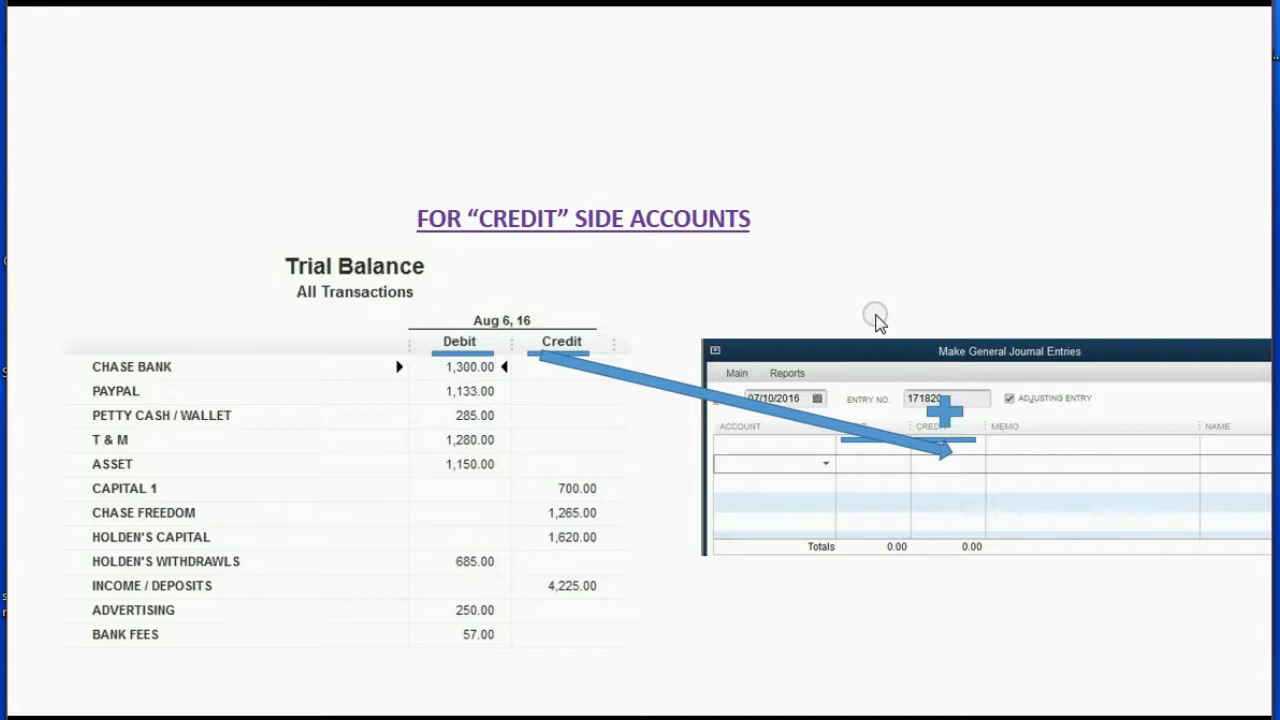 FOR “CREDIT” SIDE ACCOUNTS
Trial Balance
All Transactions
Aug 6, 16
Debit Credit
CHASE BANK 1,300.00
PAYPAL 1,133.00
PETTY CASH / WALLET 285.00
T & M 1,280.00
ASSET 1,150.00
CAPITAL 1 700.00
CHASE FREEDOM 1,265.00
HOLDEN'S CAPITAL 1,620.00
HOLDEN'S WITHDRAWLS 685.00
INCOME / DEPOSITS 4,225.00
ADVERTISING 250.00
BANK FEES 57.00
Make General Journal Entries
Main Reports
07/10/2016 ENTRY NO. 171820 ADJUSTING ENTRY
ACCOUNT MEMO NAME
Totals 0.00 0.00